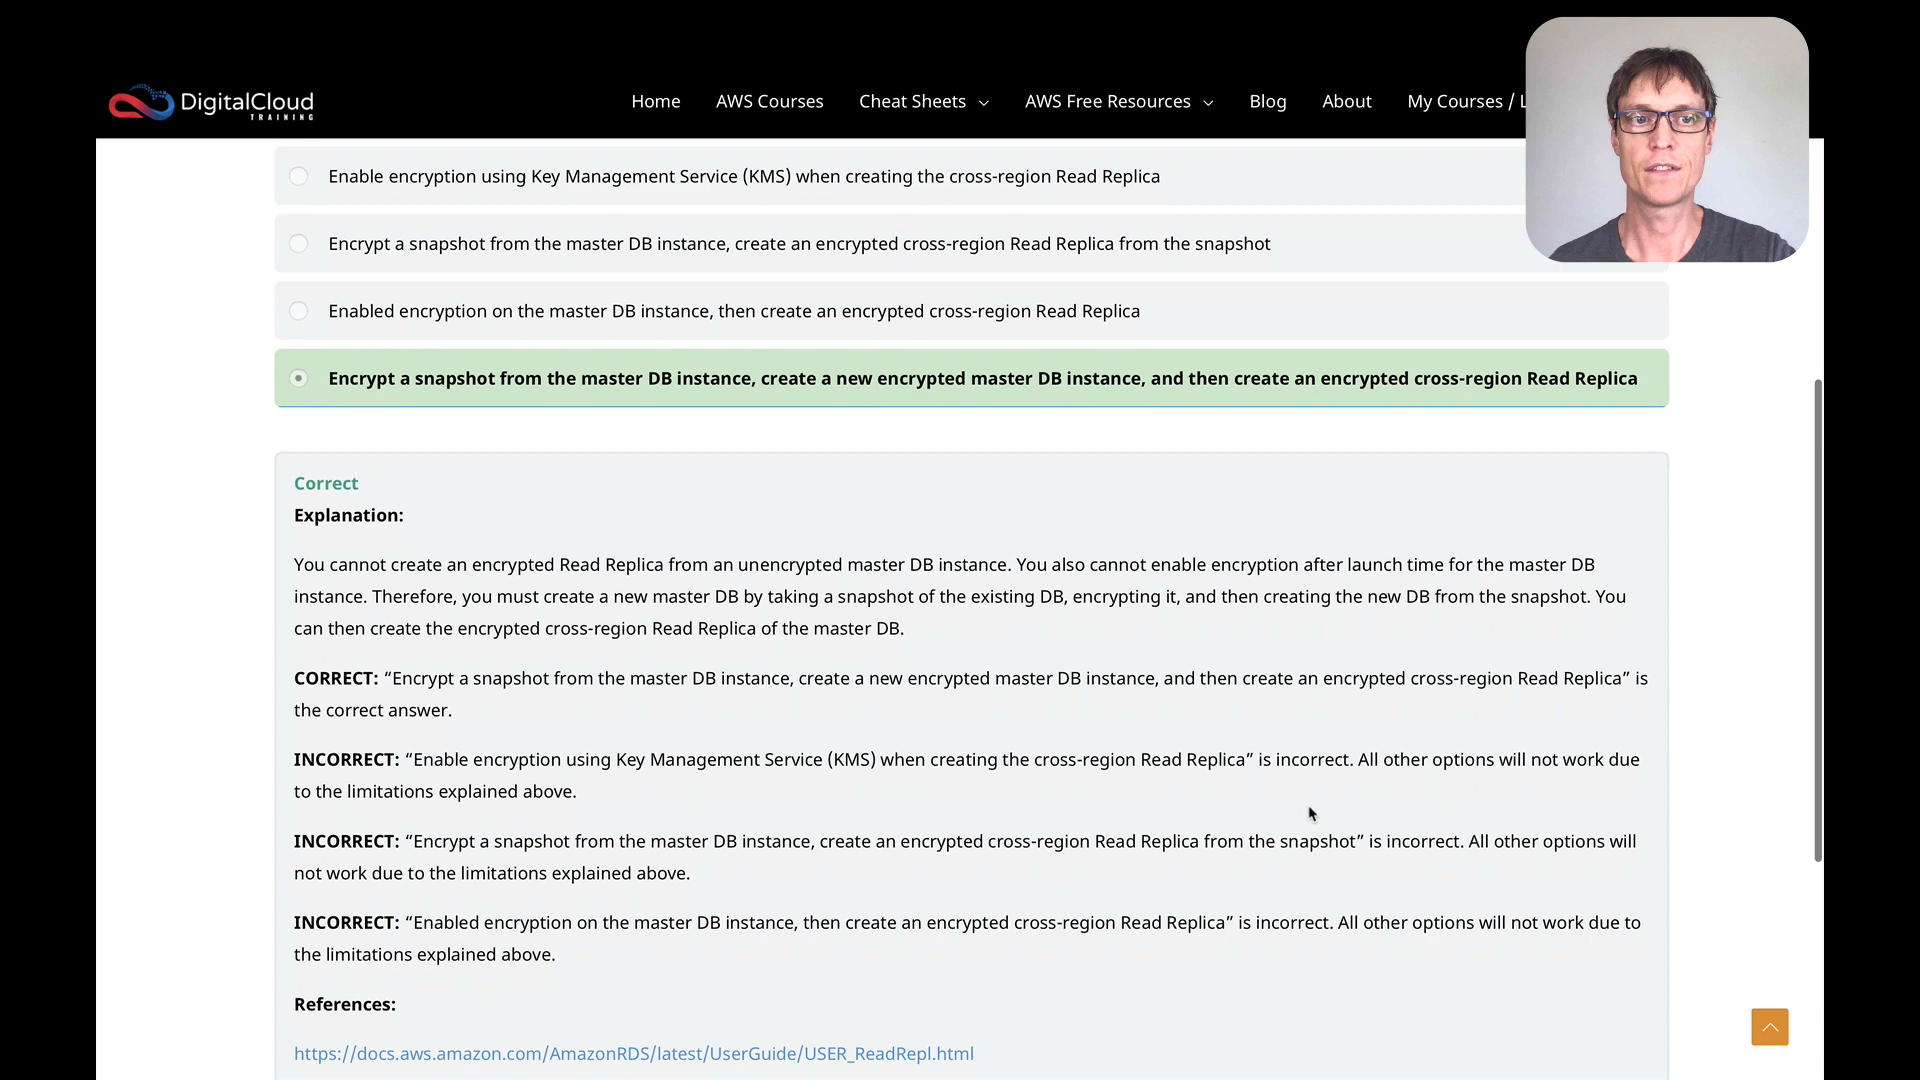 DigitalCloud
TRAINING
Home AWS Courses Cheat Sheets AWS Free Resources Blog About My Courses / L
Enable encryption using Key Management Service (KMS) when creating the cross-region Read Replica
Encrypt a snapshot from the master DB instance, create an encrypted cross-region Read Replica from the snapshot
Enabled encryption on the master DB instance, then create an encrypted cross-region Read Replica
Encrypt a snapshot from the master DB instance, create a new encrypted master DB instance, and then create an encrypted cross-region Read Replica
Correct
Explanation:
You cannot create an encrypted Read Replica from an unencrypted master DB instance. You also cannot enable encryption after launch time for the master DB
instance. Therefore, you must create a new master DB by taking a snapshot of the existing DB, encrypting it, and then creating the new DB from the snapshot. You
can then create the encrypted cross-region Read Replica of the master DB.
CORRECT: “Encrypt a snapshot from the master DB instance, create a new encrypted master DB instance, and then create an encrypted cross-region Read Replica” is
the correct answer.
INCORRECT: “Enable encryption using Key Management Service (KMS) when creating the cross-region Read Replica” is incorrect. All other options will not work due
to the limitations explained above.
INCORRECT: “Encrypt a snapshot from the master DB instance, create an encrypted cross-region Read Replica from the snapshot” is incorrect. All other options will
not work due to the limitations explained above.
INCORRECT: “Enabled encryption on the master DB instance, then create an encrypted cross-region Read Replica” is incorrect. All other options will not work due to
the limitations explained above.
References:
https://docs.aws.amazon.com/AmazonRDS/latest/UserGuide/USER_ReadRepl.html